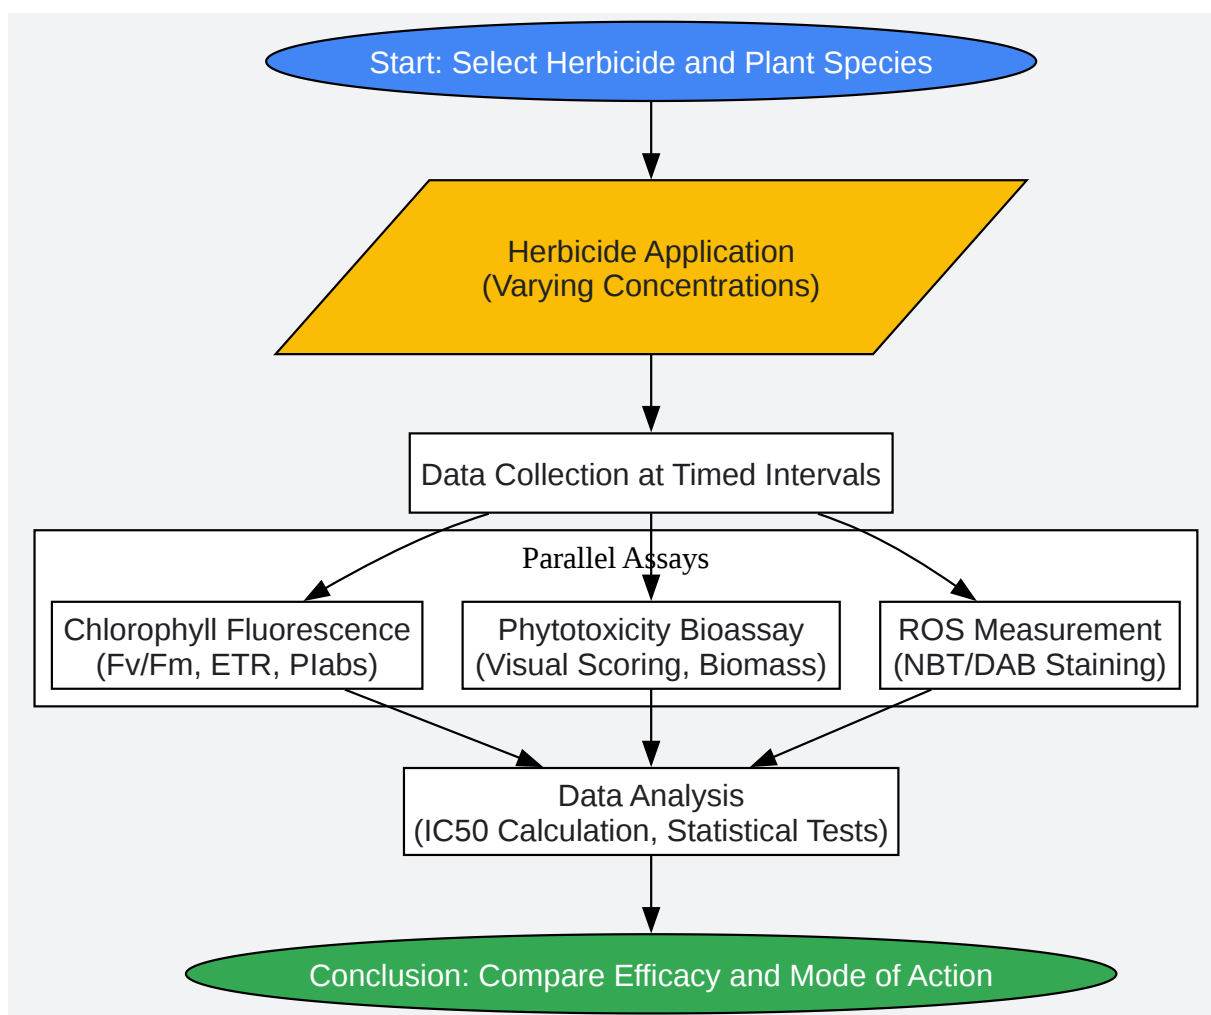 Start: Select Herbicide and Plant Species
Herbicide Application
(Varying Concentrations)
Data Collection at Timed Intervals
Parallel Assays
Chlorophyll Fluorescence
(Fv/Fm, ETR, PIabs)
Phytotoxicity Bioassay
(Visual Scoring, Biomass)
ROS Measurement
(NBT/DAB Staining)
Data Analysis
(IC50 Calculation, Statistical Tests)
Conclusion: Compare Efficacy and Mode of Action